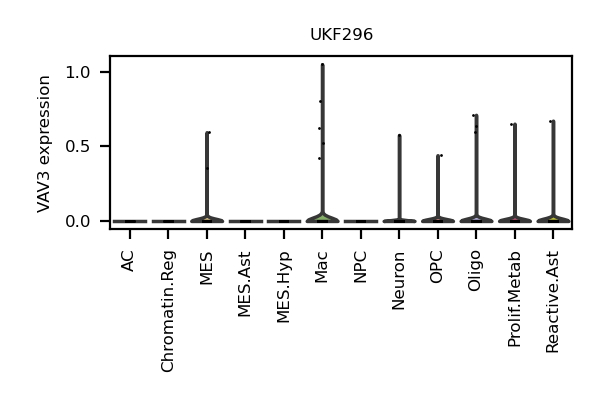 UKF296
VAV3 expression
1.0
0.5
0.0
AC
Chromatin.Reg
MES
MES.Ast
MES.Hyp
Mac
NPC
Neuron
OPC
Oligo
Prolif.Metab
Reactive.Ast